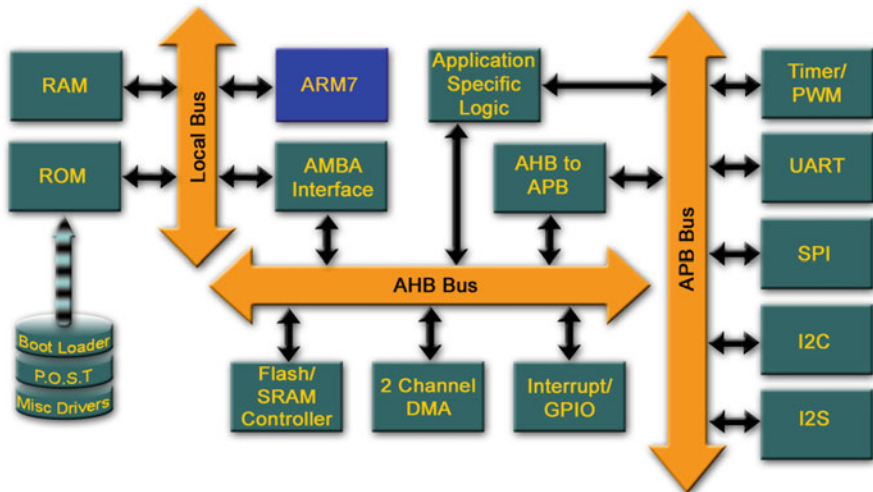 RAM
ROM
Local Bus
ARM7
AMBA
Interface
Application
Specific
Logic
AHB to
APB
APB Bus
Timer/
PWM
UART
SPI
I2C
I2S
AHB Bus
Boot Loader
P.O.S.T
Misc Drivers
Flash/
SRAM
Controller
2 Channel
DMA
Interrupt/
GPIO